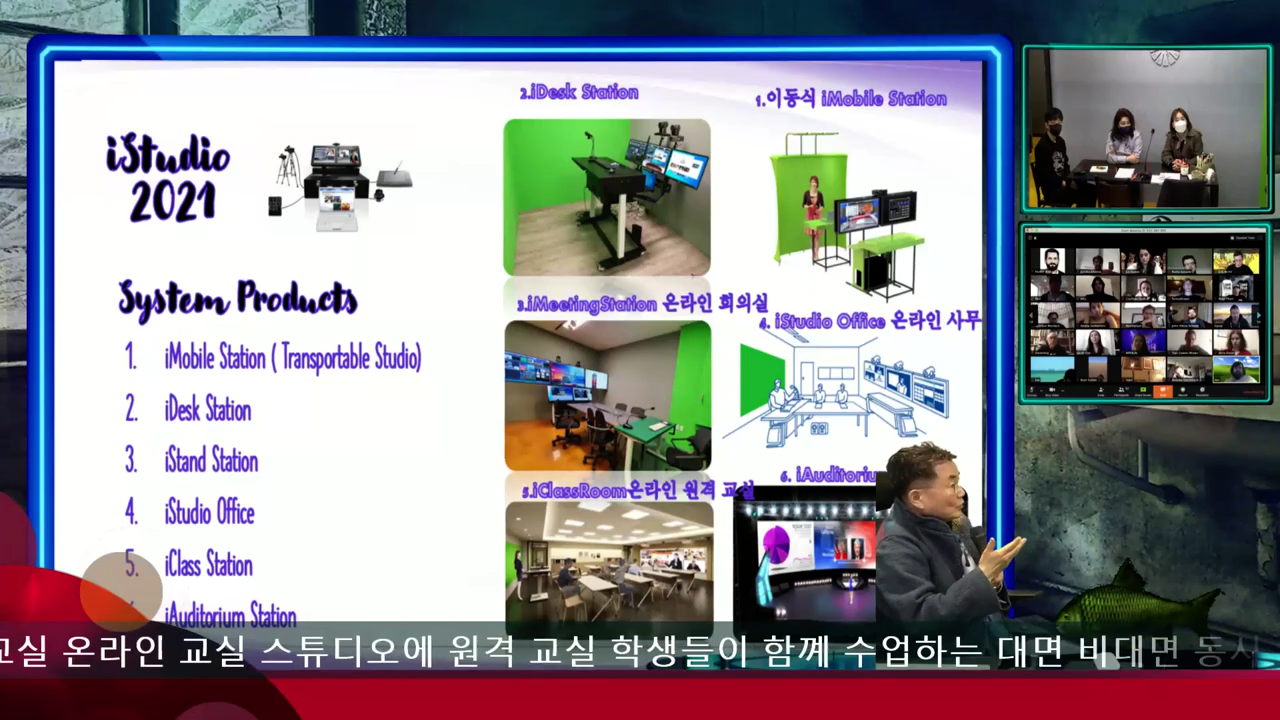 iStudio
2021
System Products
1. iMobile Station ( Transportable Studio)
2. iDesk Station
3. iStand Station
4. iStudio Office
5. iClass Station
iAuditorium Station
2.iDesk Station
1.이동식 iMobile Station
3.iMeetingStation 온라인 회의실
4. iStudio Office 온라인 사무
5.iClassRoom온라인 원격 교실
6. iAuditoriu
교실 온라인 교실 스튜디오에 원격 교실 학생들이 함께 수업하는 대면 비대면 동시